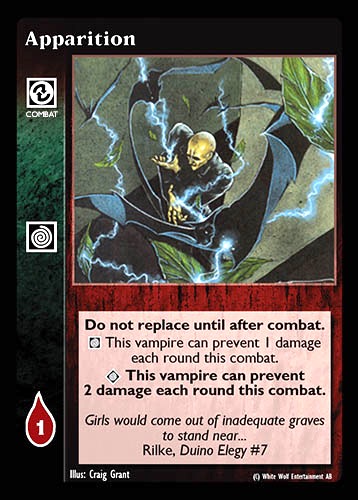 Apparition
COMBAT
Do not replace until after combat.
This vampire can prevent 1 damage
each round this combat.
This vampire can prevent
2 damage each round this combat.
Girls would come out of inadequate graves
to stand near...
Rilke, Duino Elegy #7
1
Illus: Craig Grant
(C) White Wolf Entertainment AB